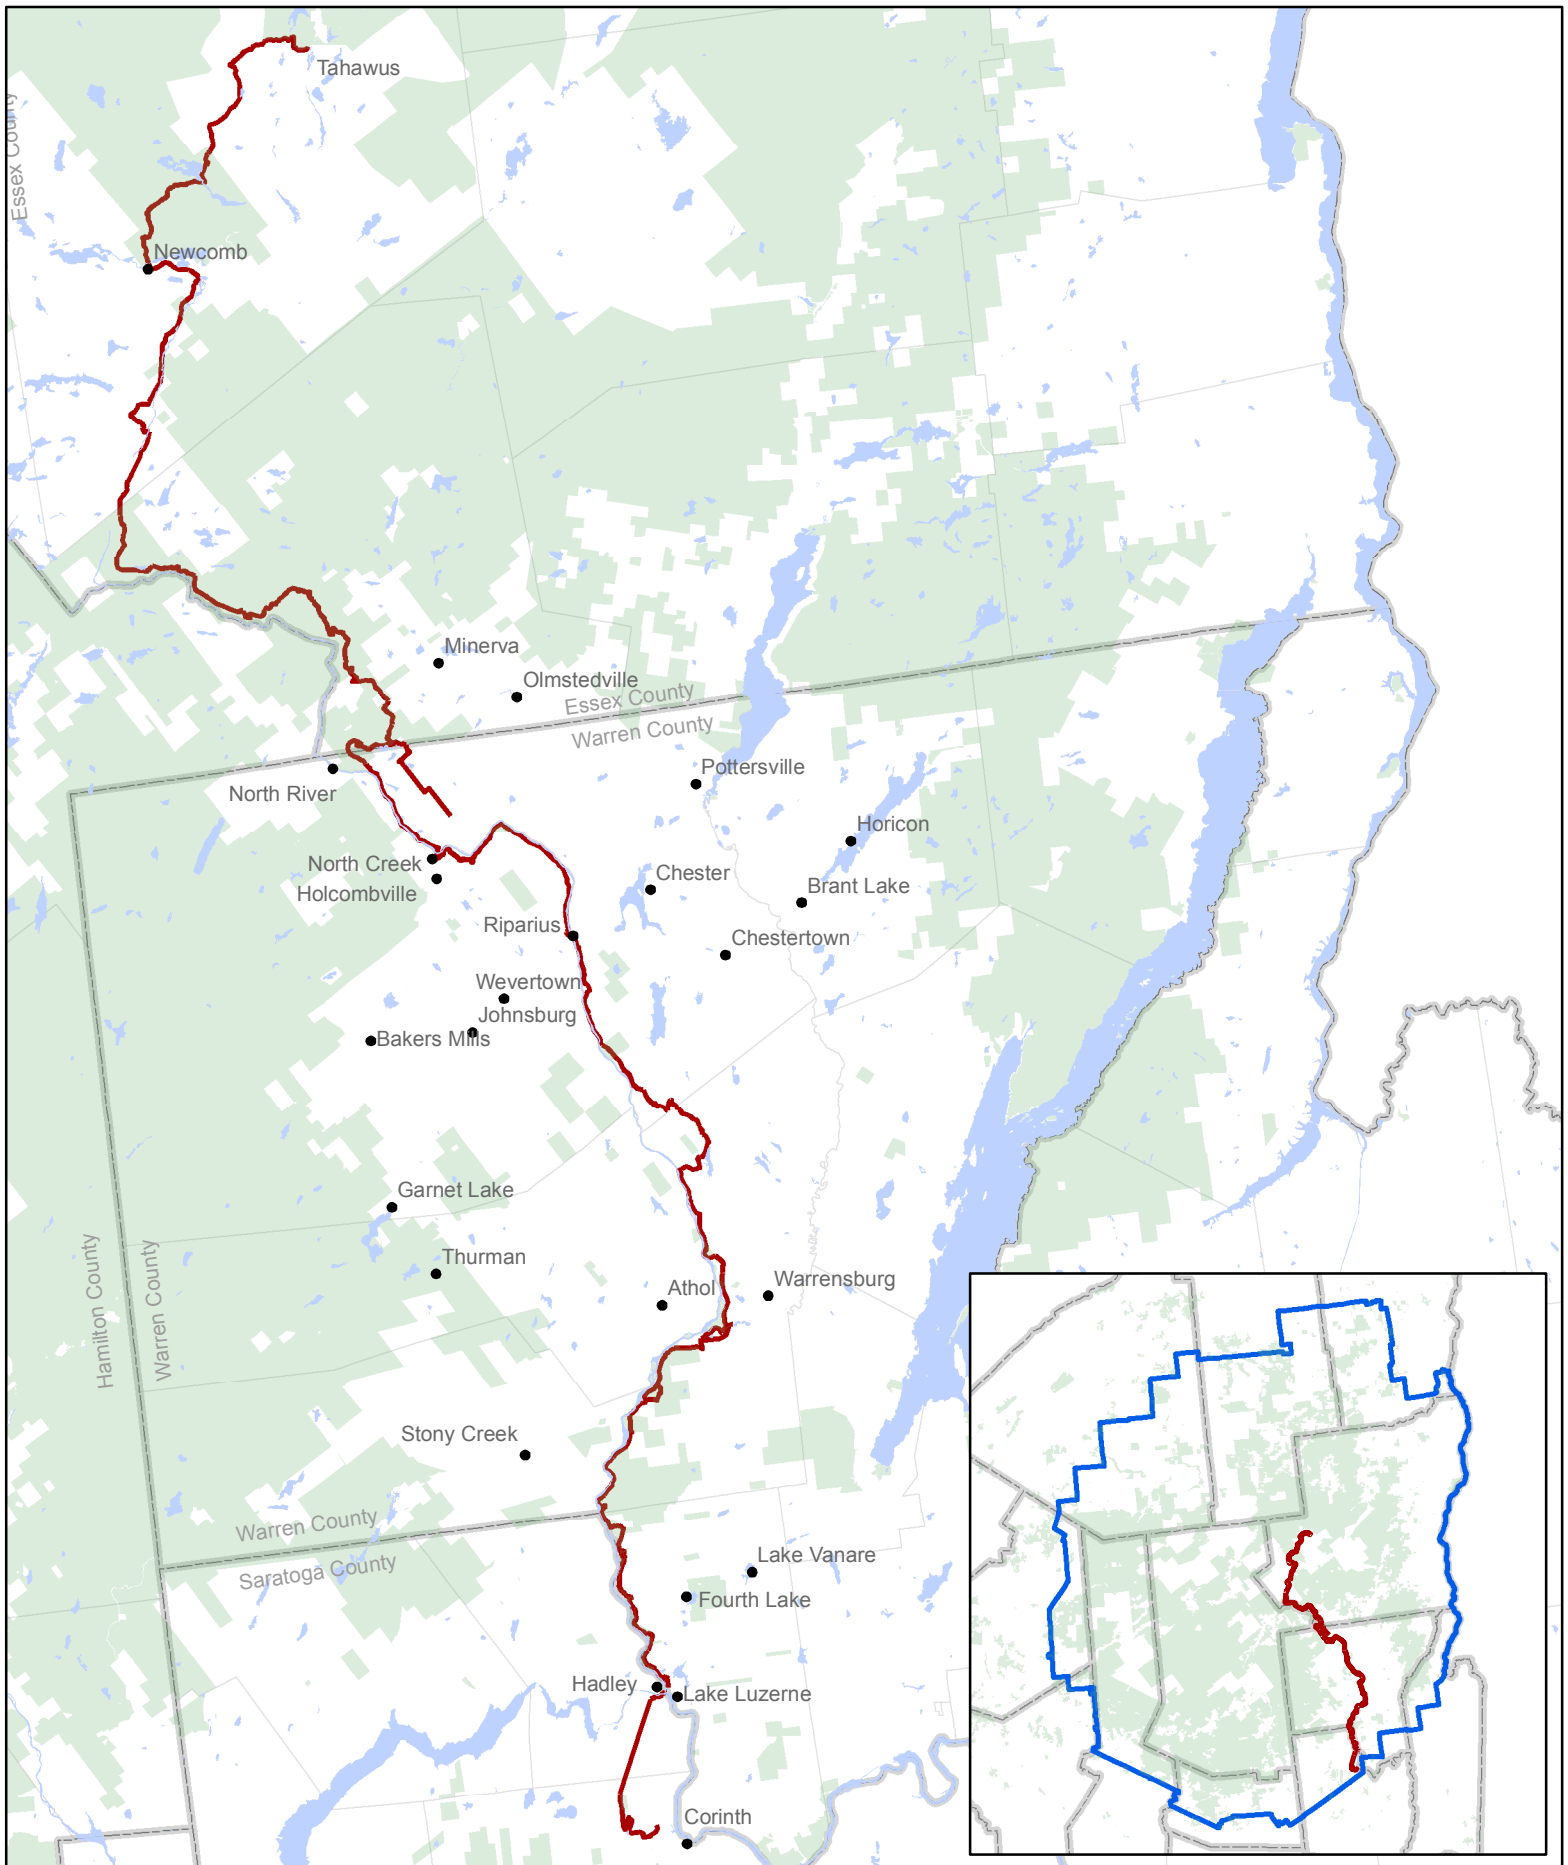 Tahawus
Essex County
Newcomb
Minerva
Olmstedville
Essex County
Warren County
Pottersville
North River
Horicon
North Creek
Chester
Brant Lake
Holcombville
Riparius
Chestertown
Wevertown
Johnsburg
Bakers Mills
Garnet Lake
Thurman
Hamilton County
Warren County
Athol
Warrensburg
Stony Creek
Warren County
Saratoga County
Lake Vanare
Fourth Lake
Hadley
Lake Luzerne
Corinth